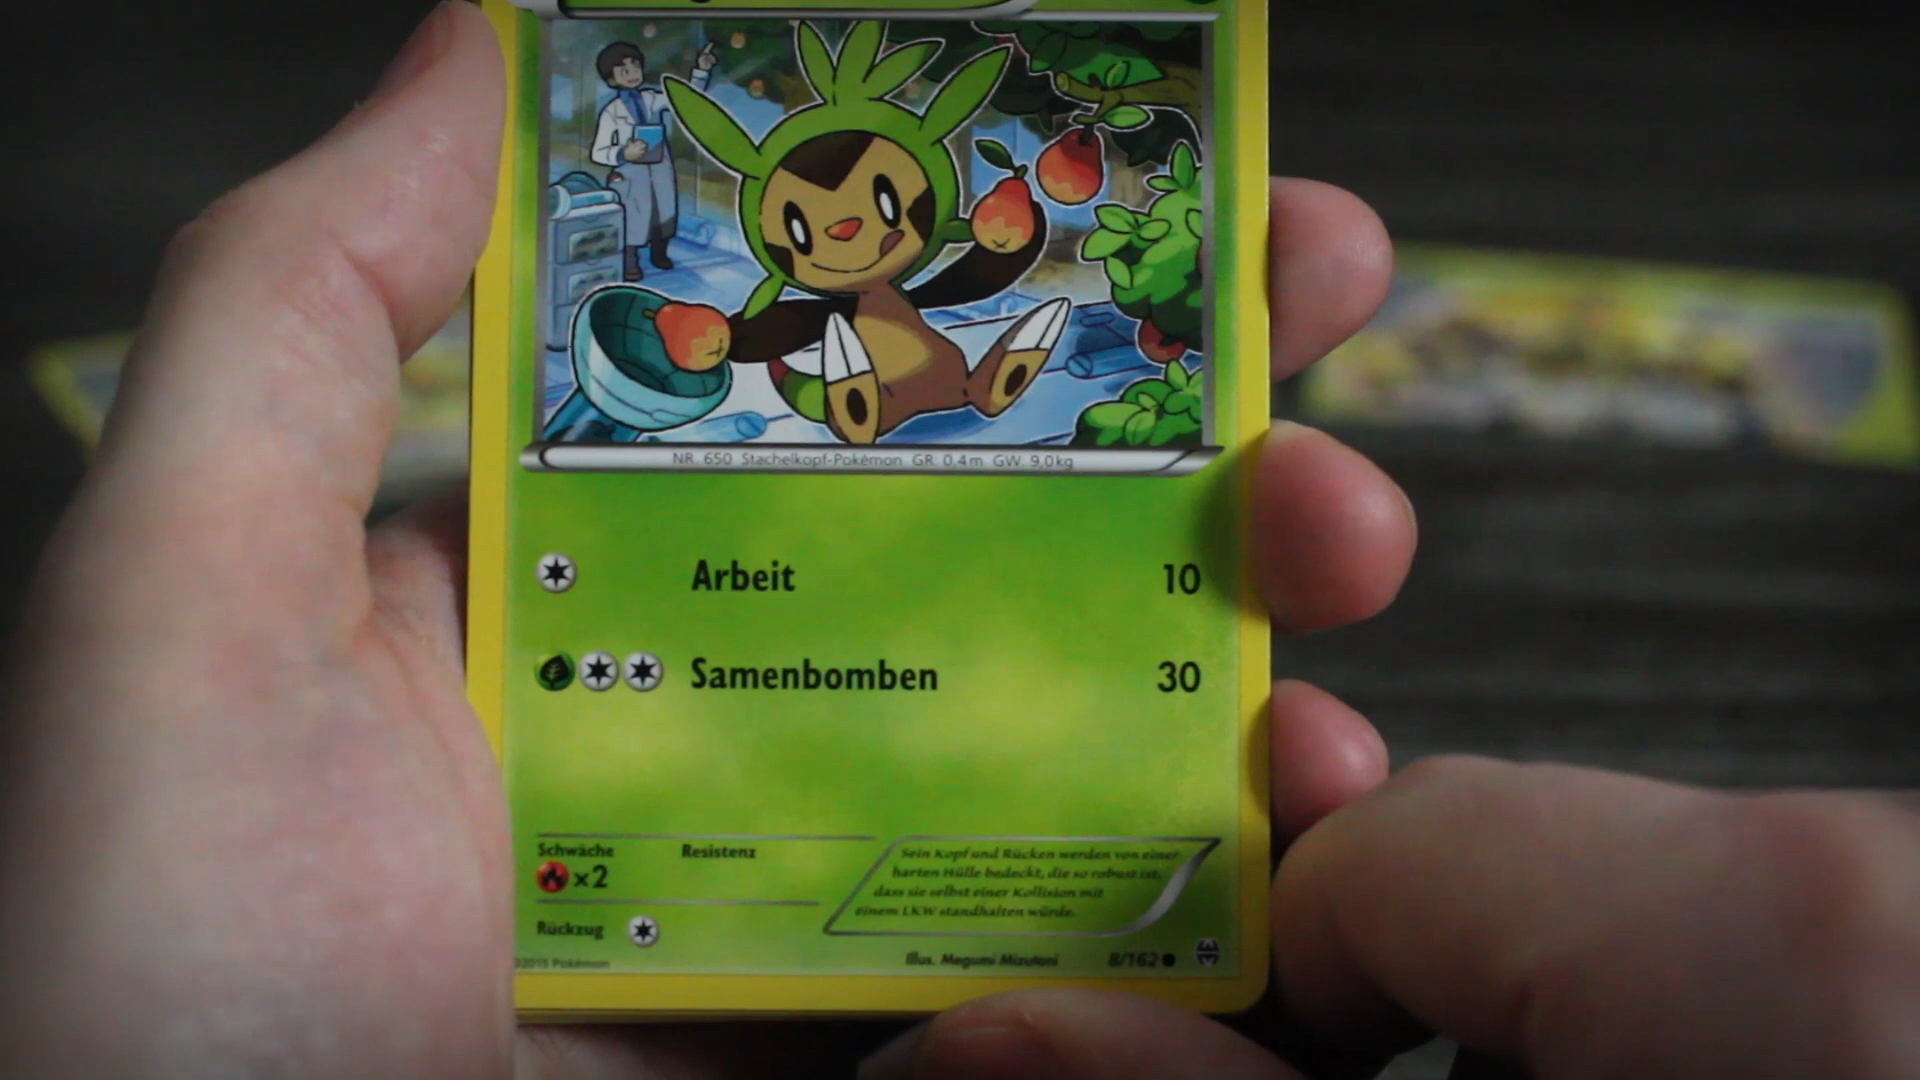 NR. 650 Stachelkopf-Pokémon GR. 0,4m GW. 9,0kg
Arbeit 10
Samenbomben 30
Schwäche Resistenz
x2
Rückzug
Sein Kopf und Rücken werden von einer
harten Hülle bedeckt, die so robust ist,
dass sie selbst einer Kollision mit
einem LKW standhalten würde.
©2015 Pokémon Illus. Megumi Mizutani 8/162